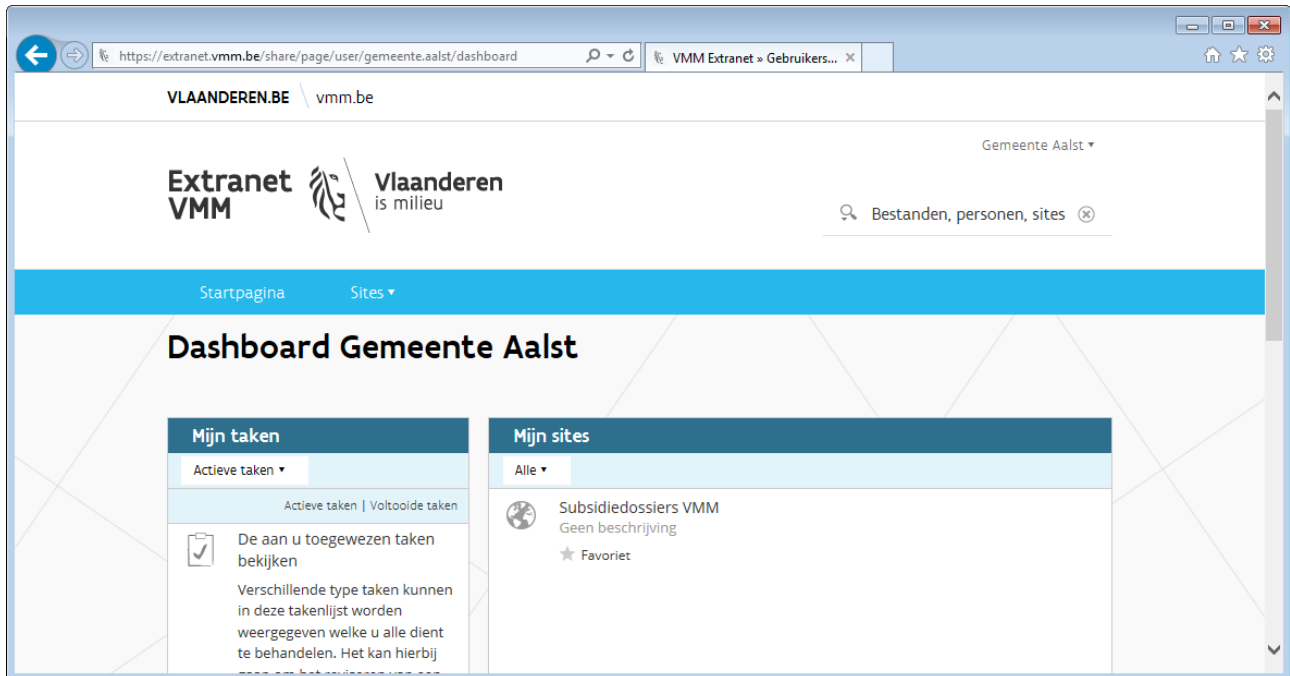 https://extranet.vmm.be/share/page/user/gemeente.aalst/dashboard
VMM Extranet » Gebruikers...
VLAANDEREN.BE vmm.be
Gemeente Aalst
Extranet VMM
Vlaanderen
is milieu
Bestanden, personen, sites
Startpagina Sites
Dashboard Gemeente Aalst
Mijn taken
Actieve taken
Actieve taken | Voltooide taken
De aan u toegewezen taken
bekijken
Verschillende type taken kunnen
in deze takenlijst worden
weergegeven welke u alle dient
te behandelen. Het kan hierbij
Mijn sites
Alle
Subsidiedossiers VMM
Geen beschrijving
Favoriet